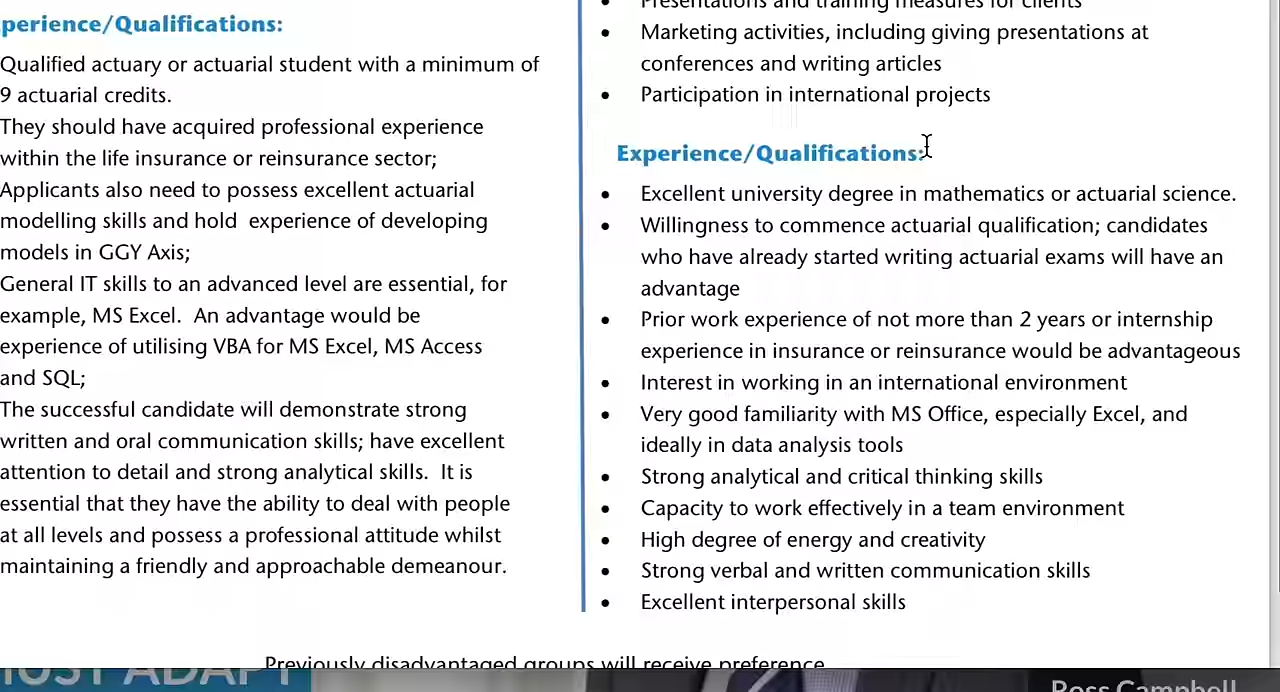 perience/Qualifications:
Qualified actuary or actuarial student with a minimum of
9 actuarial credits.
They should have acquired professional experience
within the life insurance or reinsurance sector;
Applicants also need to possess excellent actuarial
modelling skills and hold  experience of developing
models in GGY Axis;
General IT skills to an advanced level are essential, for
example, MS Excel.  An advantage would be
experience of utilising VBA for MS Excel, MS Access
and SQL;
The successful candidate will demonstrate strong
written and oral communication skills; have excellent
attention to detail and strong analytical skills.  It is
essential that they have the ability to deal with people
at all levels and possess a professional attitude whilst
maintaining a friendly and approachable demeanour.
• Presentations and training measures for clients
• Marketing activities, including giving presentations at
conferences and writing articles
• Participation in international projects
Experience/Qualifications:
• Excellent university degree in mathematics or actuarial science.
• Willingness to commence actuarial qualification; candidates
who have already started writing actuarial exams will have an
advantage
• Prior work experience of not more than 2 years or internship
experience in insurance or reinsurance would be advantageous
• Interest in working in an international environment
• Very good familiarity with MS Office, especially Excel, and
ideally in data analysis tools
• Strong analytical and critical thinking skills
• Capacity to work effectively in a team environment
• High degree of energy and creativity
• Strong verbal and written communication skills
• Excellent interpersonal skills
Previously disadvantaged groups will receive preference
MUST ADAPT
Ross Campbell